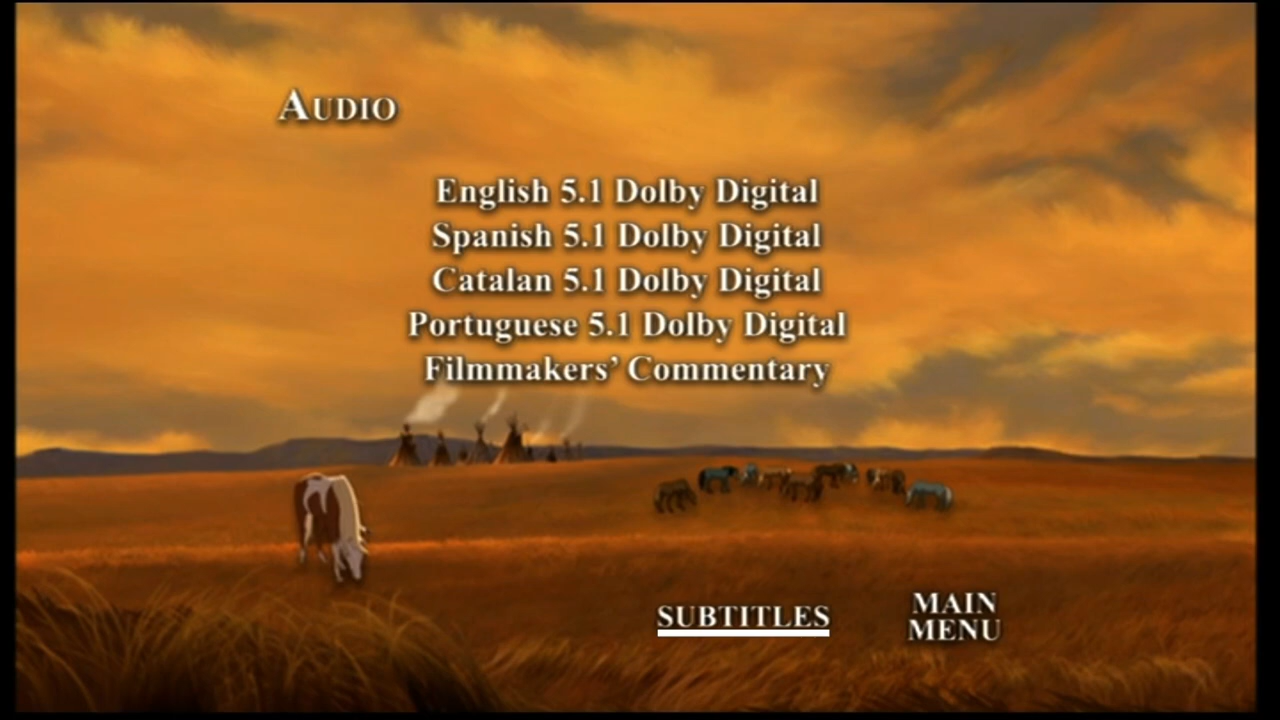 AUDIO
English 5.1 Dolby Digital
Spanish 5.1 Dolby Digital
Catalan 5.1 Dolby Digital
Portuguese 5.1 Dolby Digital
Filmmakers’ Commentary
SUBTITLES
MAIN
MENU